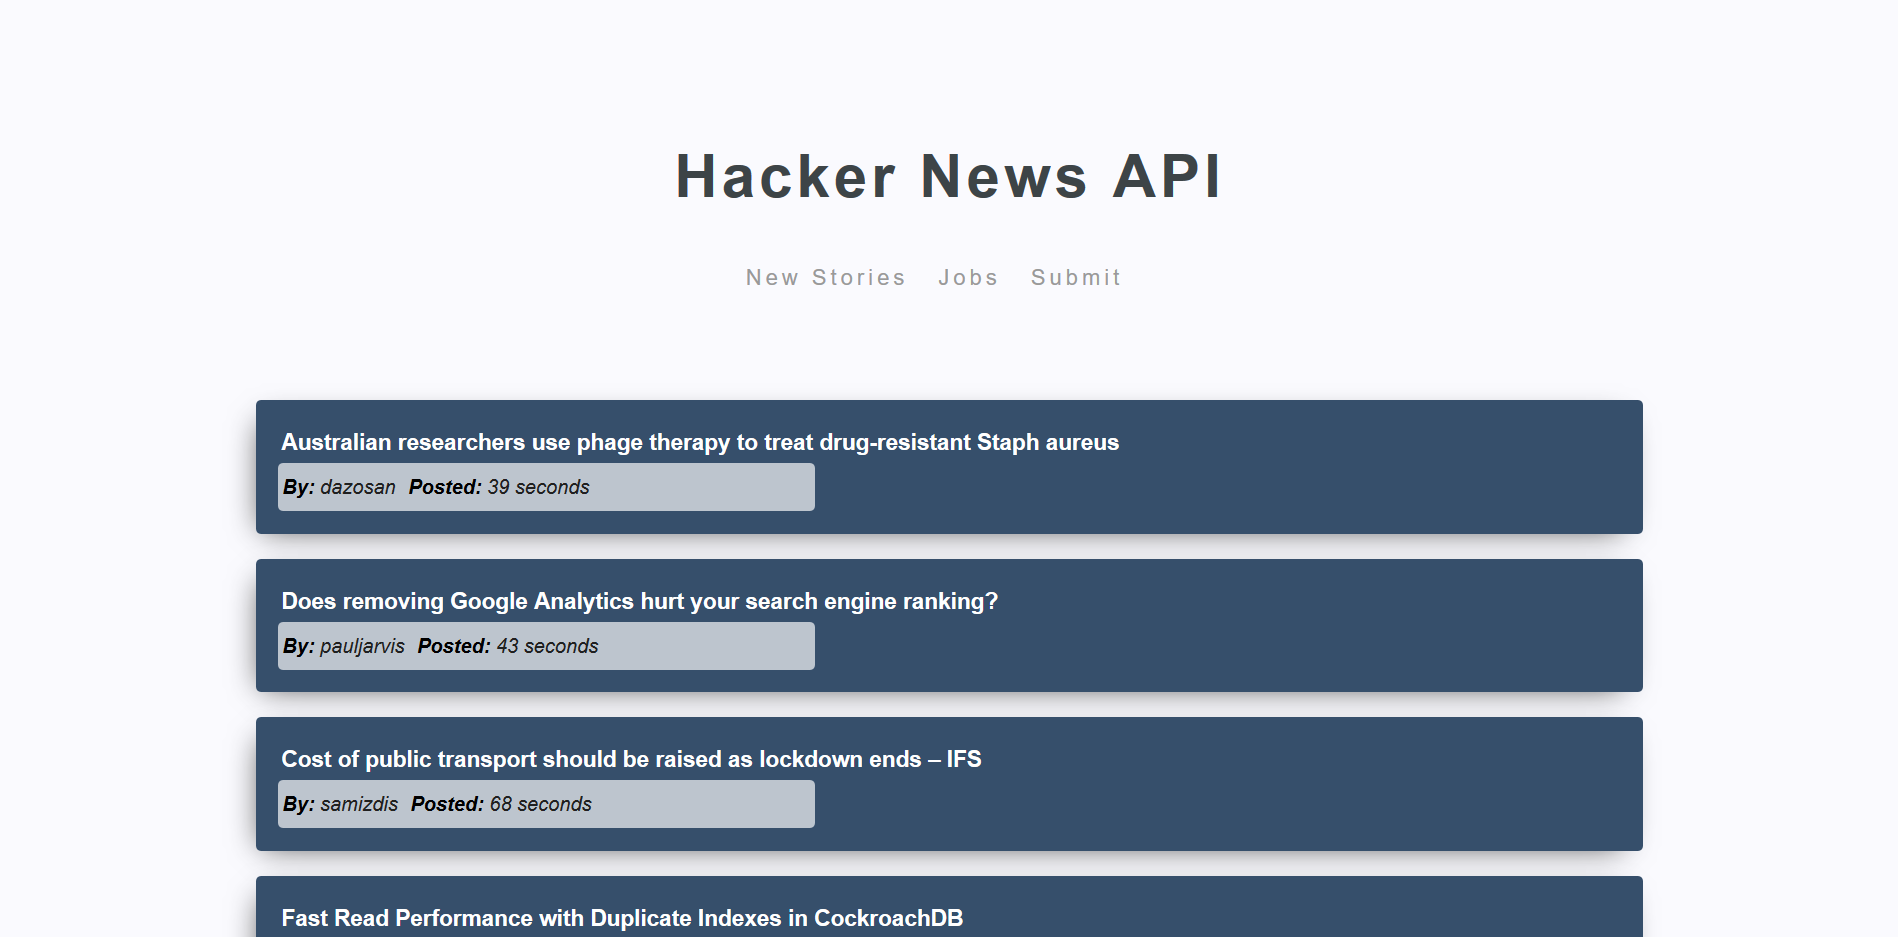 Hacker News API
New Stories Jobs Submit
Australian researchers use phage therapy to treat drug-resistant Staph aureus
By: dazosan Posted: 39 seconds
Does removing Google Analytics hurt your search engine ranking?
By: pauljarvis Posted: 43 seconds
Cost of public transport should be raised as lockdown ends – IFS
By: samizdis Posted: 68 seconds
Fast Read Performance with Duplicate Indexes in CockroachDB